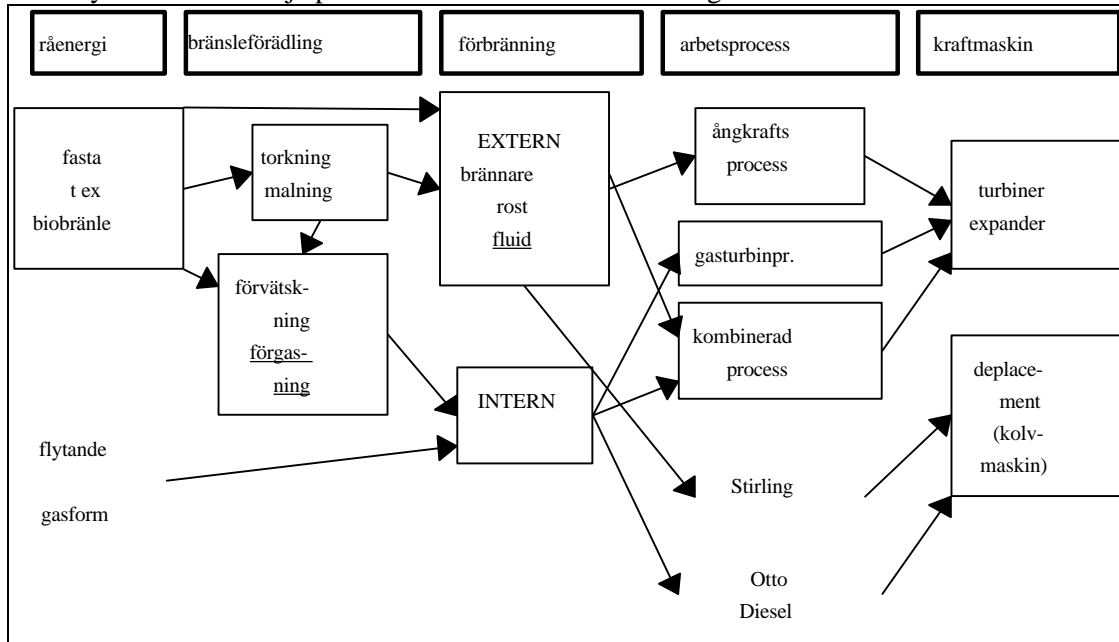 råenergi
bränsleförädling
förbränning
arbetsprocess
kraftmaskin
fasta
t ex
biobränle
torkning
malning
förvätsk-
ning
förgas-
ning
flytande
gasform
EXTERN
brännare
rost
fluid
INTERN
ångkrafts
process
gasturbinpr.
kombinerad
process
Stirling
Otto
Diesel
turbiner
expander
deplace-
ment
(kolv-
maskin)